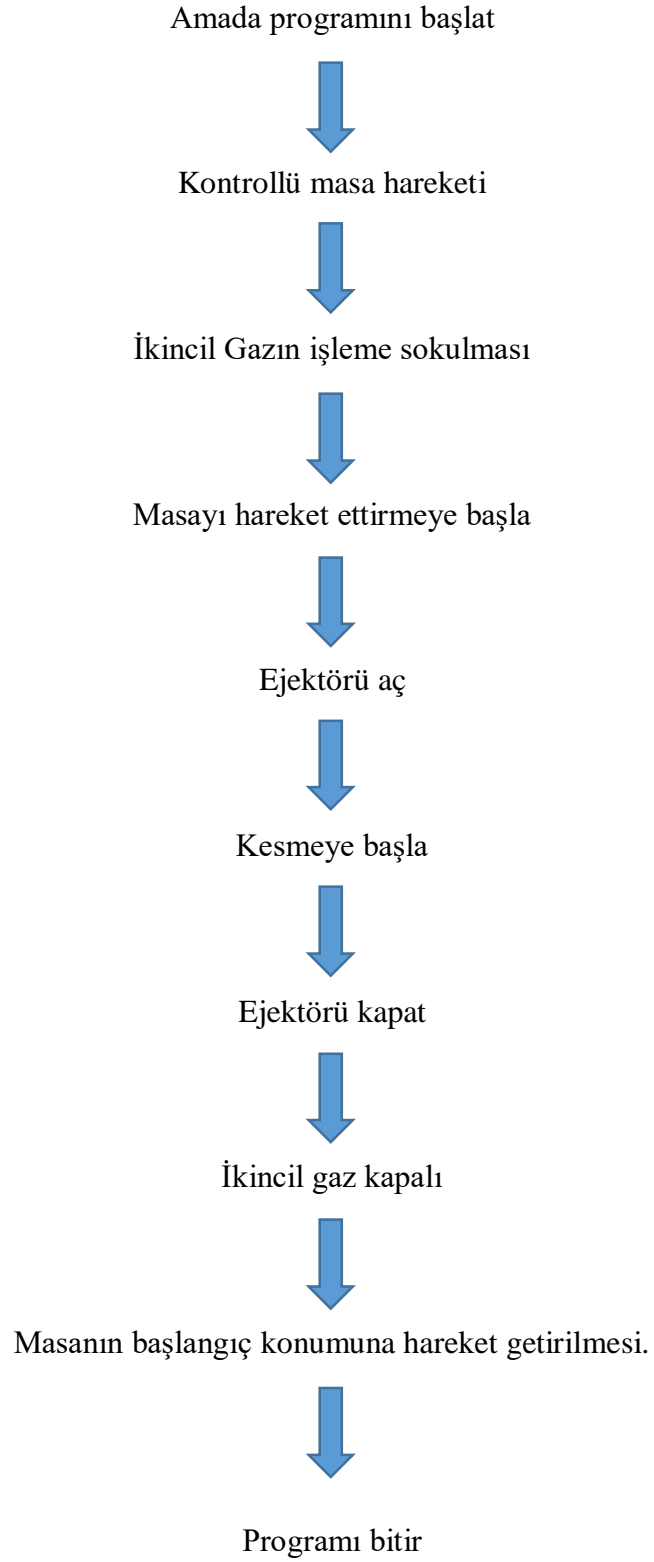 Amada programını başlat
Kontrollü masa hareketi
İkincil Gazın işleme sokulması
Masayı hareket ettirmeye başla
Ejektörü aç
Kesmeye başla
Ejektörü kapat
İkincil gaz kapalı
Masanın başlangıç konumuna hareket getirilmesi.
Programı bitir